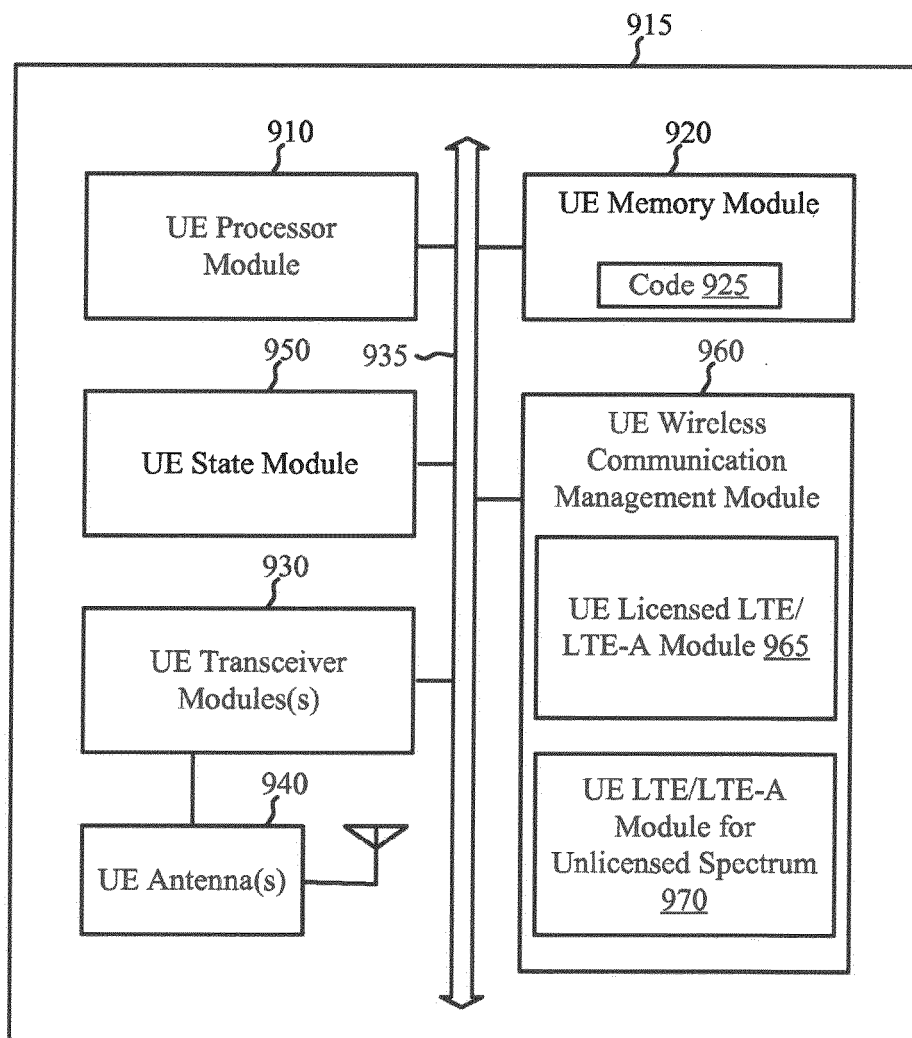 915
910
UE Processor
Module
920
UE Memory Module
Code 925
935
950
UE State Module
960
UE Wireless
Communication
Management Module
UE Licensed LTE/
LTE-A Module 965
930
UE Transceiver
Modules(s)
UE LTE/LTE-A
Module for
Unlicensed Spectrum
970
940
UE Antenna(s)